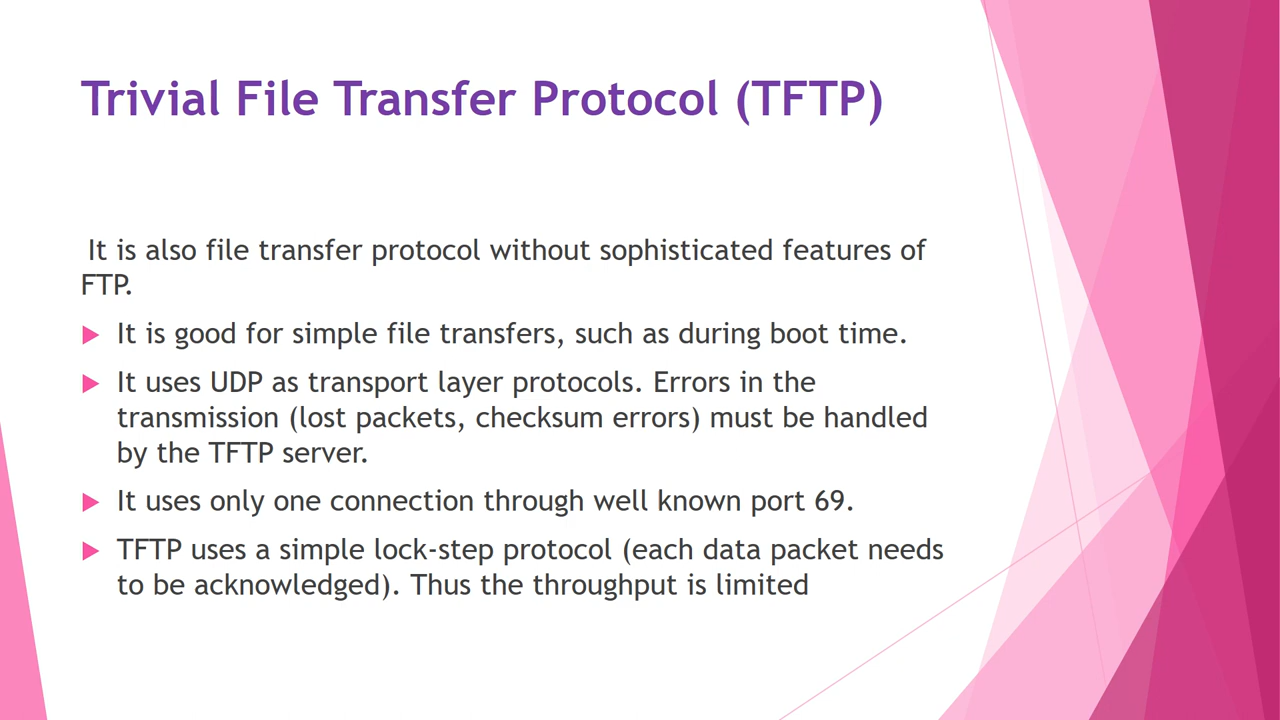 Trivial File Transfer Protocol (TFTP)
It is also file transfer protocol without sophisticated features of
FTP.
It is good for simple file transfers, such as during boot time.
It uses UDP as transport layer protocols. Errors in the
transmission (lost packets, checksum errors) must be handled
by the TFTP server.
It uses only one connection through well known port 69.
TFTP uses a simple lock-step protocol (each data packet needs
to be acknowledged). Thus the throughput is limited